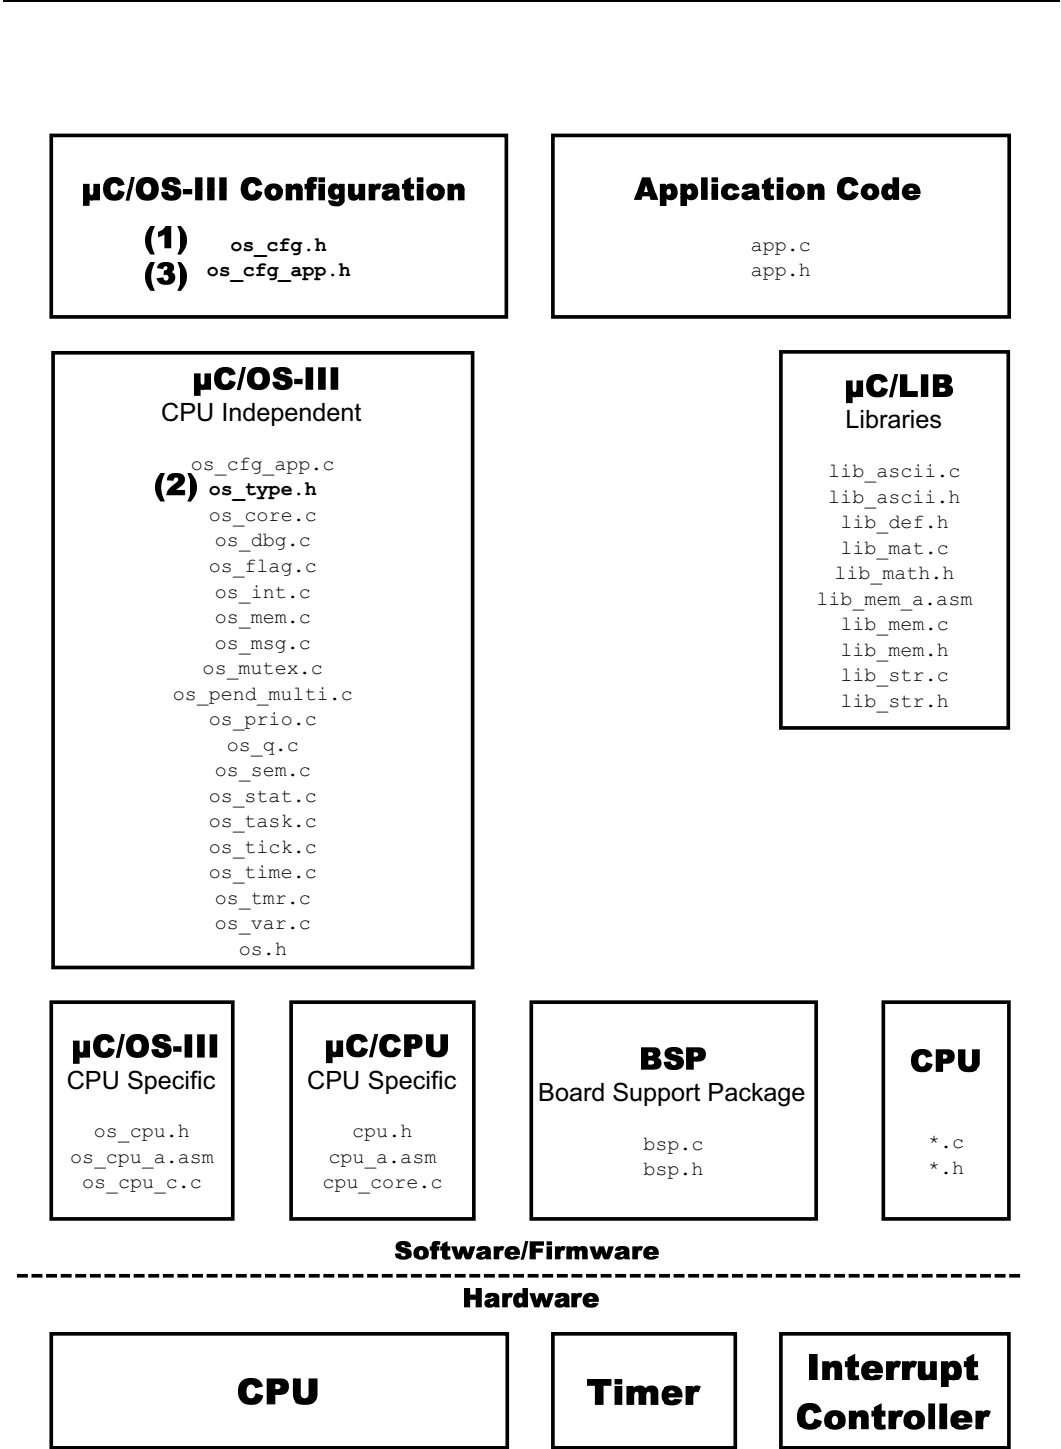 µC/OS-III Configuration
(1) os_cfg.h
(3) os_cfg_app.h
Application Code
app.c
app.h
µC/OS-III
CPU Independent
os_cfg_app.c
(2) os_type.h
os_core.c
os_dbg.c
os_flag.c
os_int.c
os_mem.c
os_msg.c
os_mutex.c
os_pend_multi.c
os_prio.c
os_q.c
os_sem.c
os_stat.c
os_task.c
os_tick.c
os_time.c
os_tmr.c
os_var.c
os.h
µC/LIB
Libraries
lib_ascii.c
lib_ascii.h
lib_def.h
lib_mat.c
lib_math.h
lib_mem_a.asm
lib_mem.c
lib_mem.h
lib_str.c
lib_str.h
µC/OS-III
CPU Specific
os_cpu.h
os_cpu_a.asm
os_cpu_c.c
µC/CPU
CPU Specific
cpu.h
cpu_a.asm
cpu_core.c
BSP
Board Support Package
bsp.c
bsp.h
CPU
*.c
*.h
Software/Firmware
Hardware
CPU
Timer
Interrupt
Controller